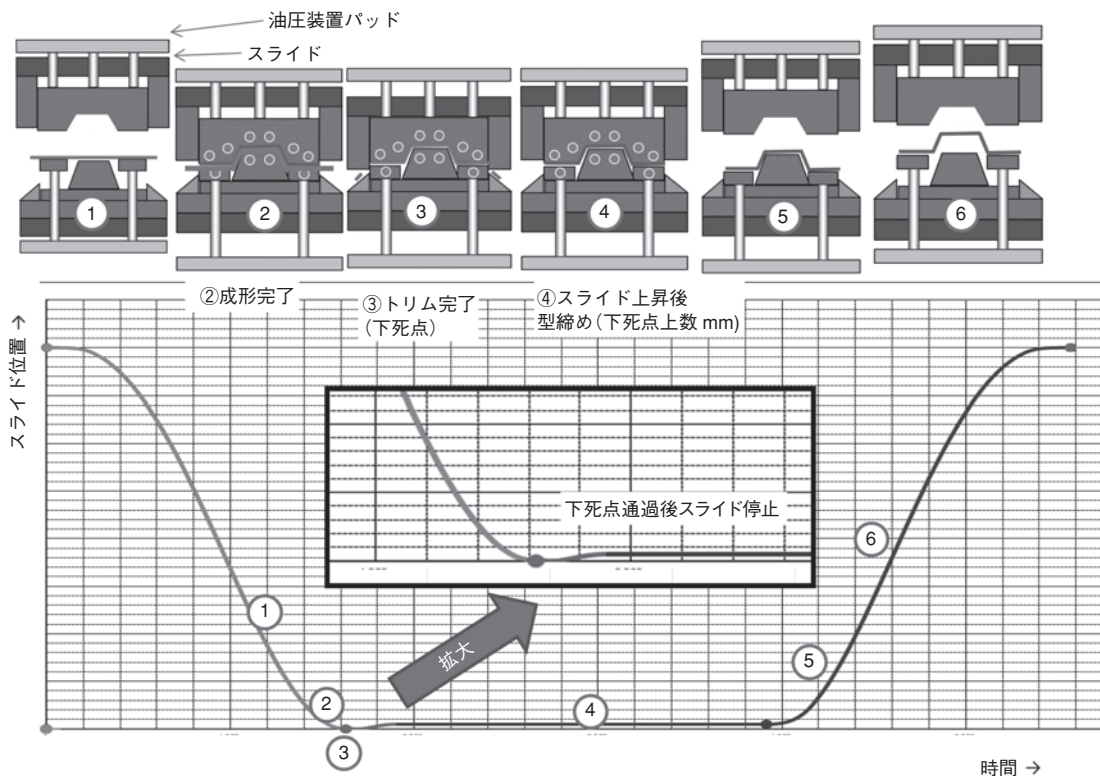 油圧装置パッド
スライド
1
2
3
4
5
6
②成形完了
③トリム完了
(下死点)
④スライド上昇後
型締め(下死点上数 mm)
スライド位置 →
下死点通過後スライド停止
拡大
1
2
3
4
5
6
時間 →